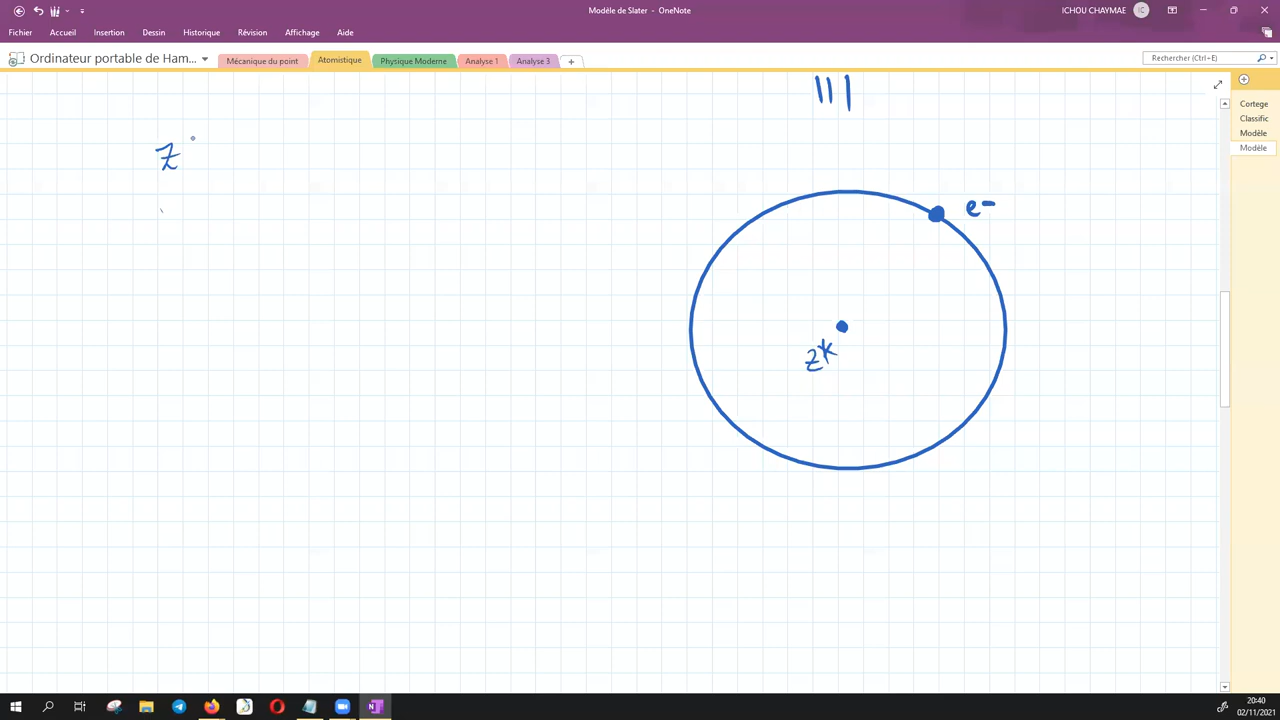 Modèle de Slater - OneNote
ICHOU CHAYMAE
IC
Fichier Accueil Insertion Dessin Historique Révision Affichage Aide
Ordinateur portable de Ham...
Mécanique du point
Atomistique
Physique Moderne
Analyse 1
Analyse 3
Rechercher (Ctrl+E)
Cortege
Classific
Modèle
Modèle
Z
e-
Z*
20:40
02/11/2021